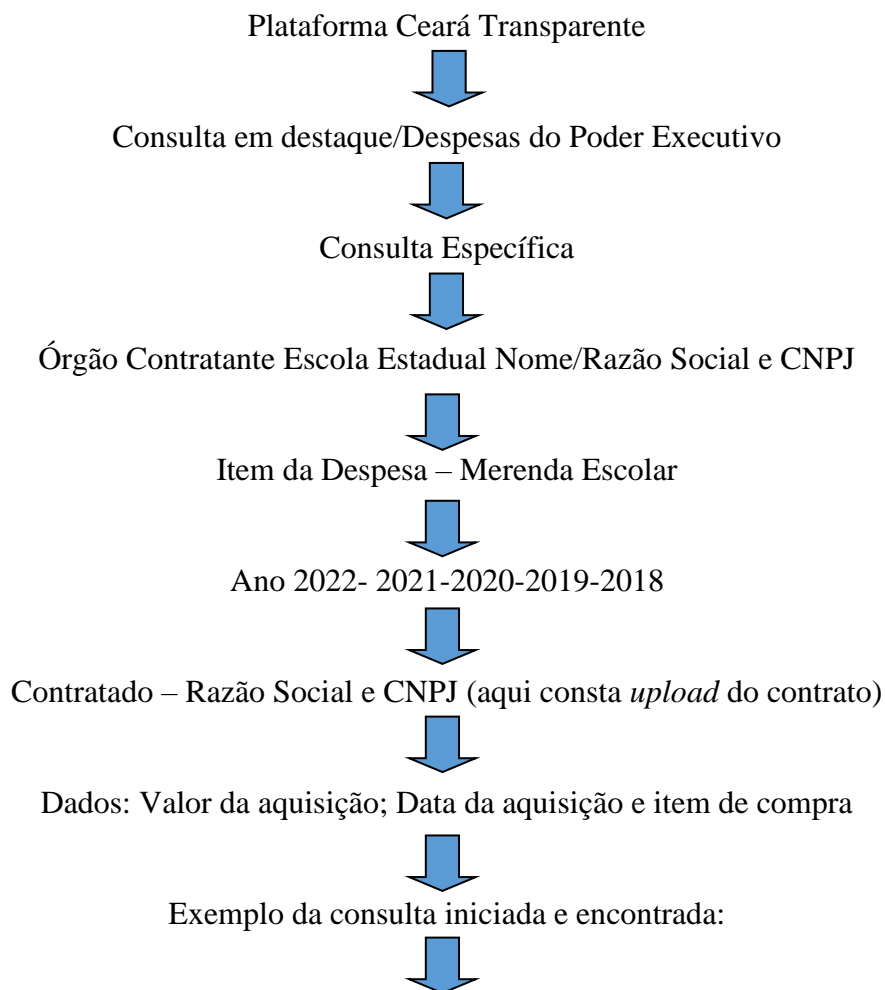 Plataforma Ceará Transparente
Consulta em destaque/Despesas do Poder Executivo
Consulta Específica
Órgão Contratante Escola Estadual Nome/Razão Social e CNPJ
Item da Despesa – Merenda Escolar
Ano 2022- 2021-2020-2019-2018
Contratado – Razão Social e CNPJ (aqui consta upload do contrato)
Dados: Valor da aquisição; Data da aquisição e item de compra
Exemplo da consulta iniciada e encontrada: